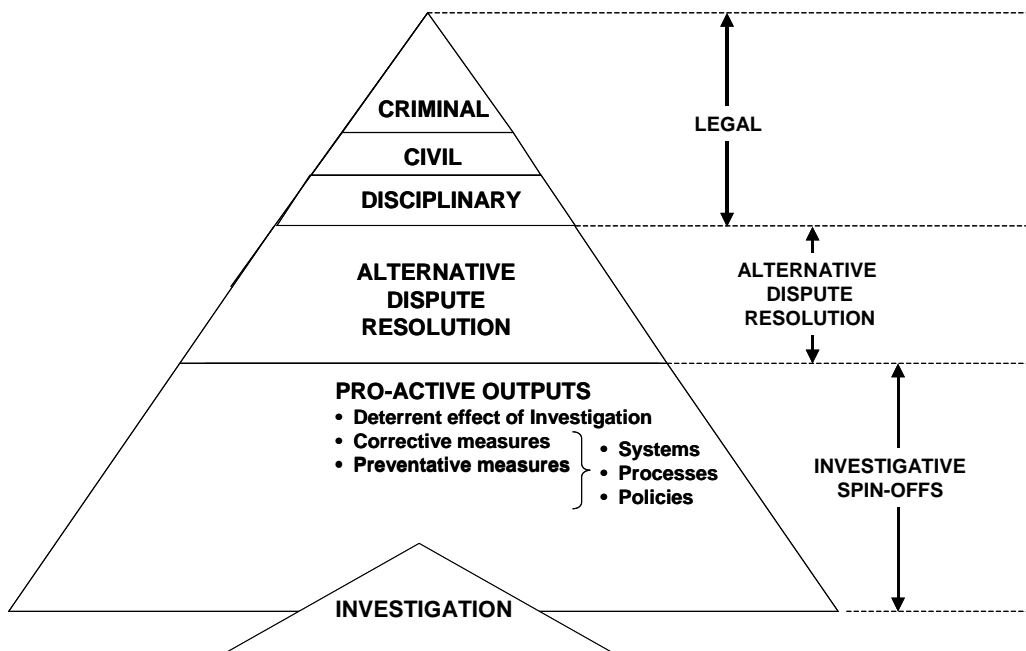 CRIMINAL
CIVIL
DISCIPLINARY
ALTERNATIVE
DISPUTE
RESOLUTION
PRO-ACTIVE OUTPUTS
• Deterrent effect of Investigation
• Corrective measures
• Preventative measures
• Systems
• Processes
• Policies
INVESTIGATION
LEGAL
ALTERNATIVE
DISPUTE
RESOLUTION
INVESTIGATIVE
SPIN-OFFS